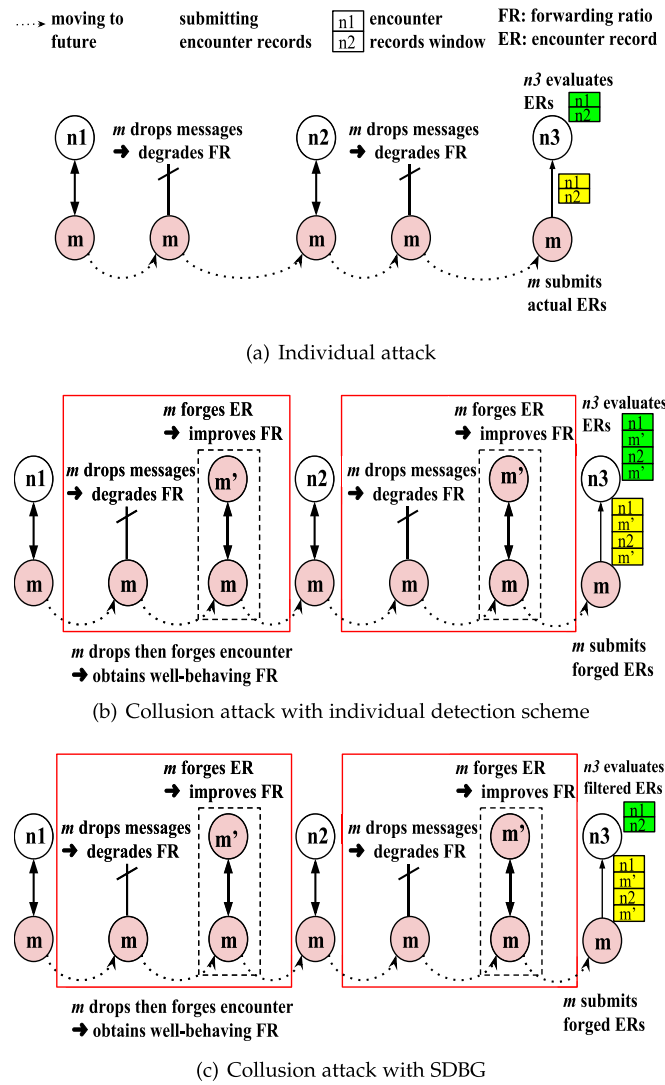 moving to future
submitting encounter records
n1
n2
encounter records window
FR: forwarding ratio
ER: encounter record
n1
m drops messages
➔ degrades FR
n2
m drops messages
➔ degrades FR
n3 evaluates
ERs
n1
n2
n3
n1
n2
m
m
m
m
m
m submits
actual ERs
(a) Individual attack
m forges ER
➔ improves FR
m forges ER
➔ improves FR
n3 evaluates
ERs
n1
m'
n2
m'
n1
m drops messages
➔ degrades FR
m'
n2
m drops messages
➔ degrades FR
m'
n3
n1
m'
n2
m'
m
m
m
m
m
m
m
m drops then forges encounter
➔ obtains well-behaving FR
m submits
forged ERs
(b) Collusion attack with individual detection scheme
m forges ER
➔ improves FR
m forges ER
➔ improves FR
n3 evaluates
filtered ERs
n1
n2
n1
m drops messages
➔ degrades FR
m'
n2
m drops messages
➔ degrades FR
m'
n3
n1
m'
n2
m'
m
m
m
m
m
m
m
m drops then forges encounter
➔ obtains well-behaving FR
m submits
forged ERs
(c) Collusion attack with SDBG